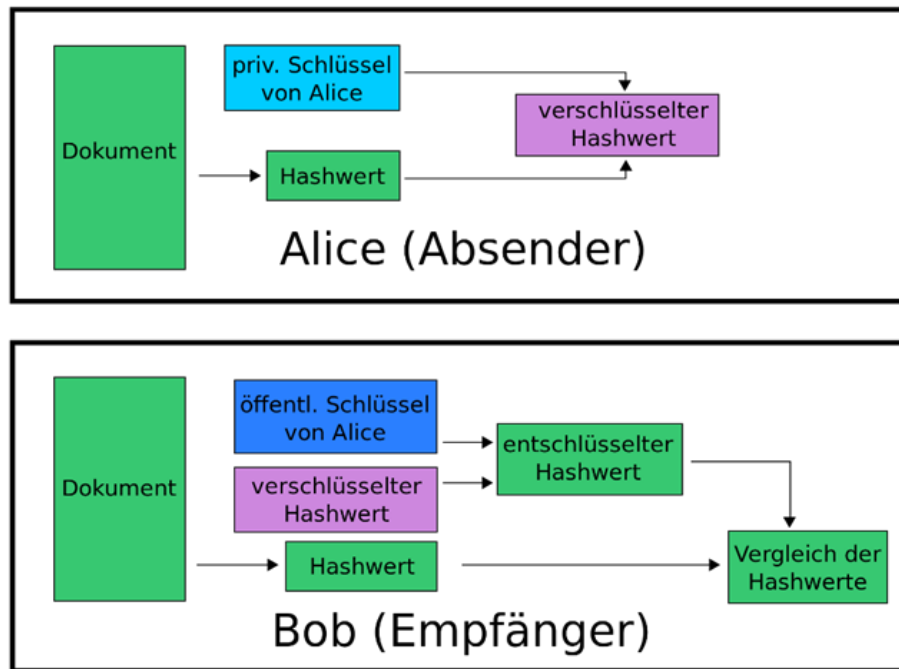 Dokument
priv. Schlüssel
von Alice
verschlüsselter
Hashwert
Hashwert
Alice (Absender)
Dokument
öffentl. Schlüssel
von Alice
verschlüsselter
Hashwert
entschlüsselter
Hashwert
Hashwert
Vergleich der
Hashwerte
Bob (Empfänger)